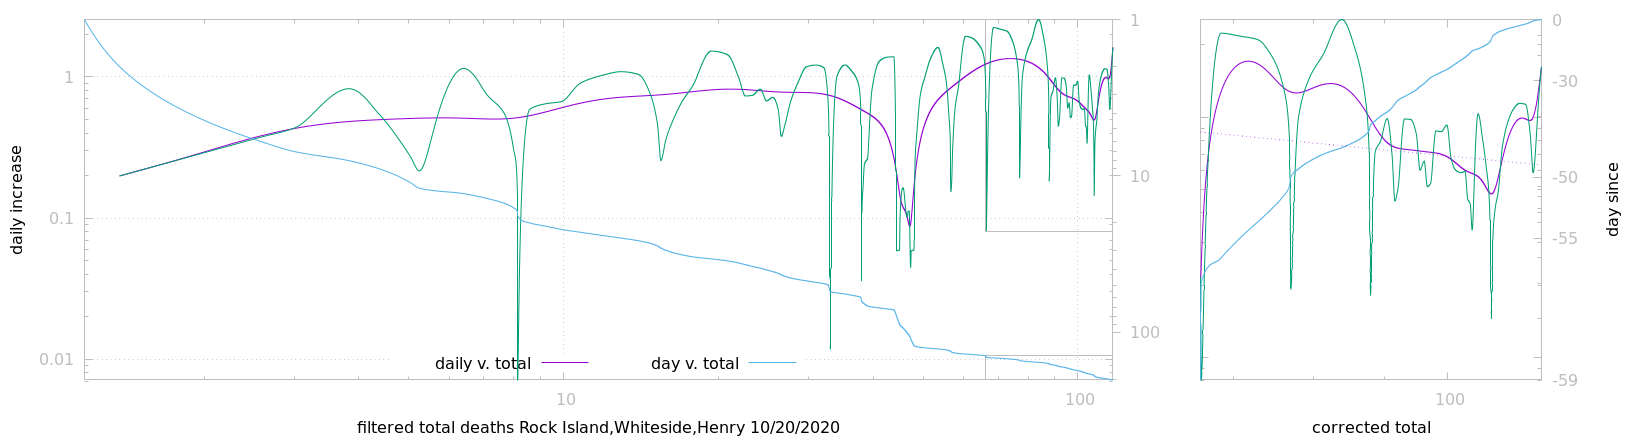 1
0.1
0.01
daily increase
daily v. total
day v. total
10
100
1
10
100
filtered total deaths Rock Island,Whiteside,Henry 10/20/2020
0
-30
-50
-55
-59
day since
100
corrected total